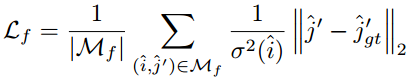 \mathcal{L}_f = \frac{1}{|\mathcal{M}_f|} \sum_{(\hat{i},\hat{j}') \in \mathcal{M}_f} \frac{1}{\sigma^2(\hat{i})} \left\| \hat{j}' - \hat{j}'_{gt} \right\|_2